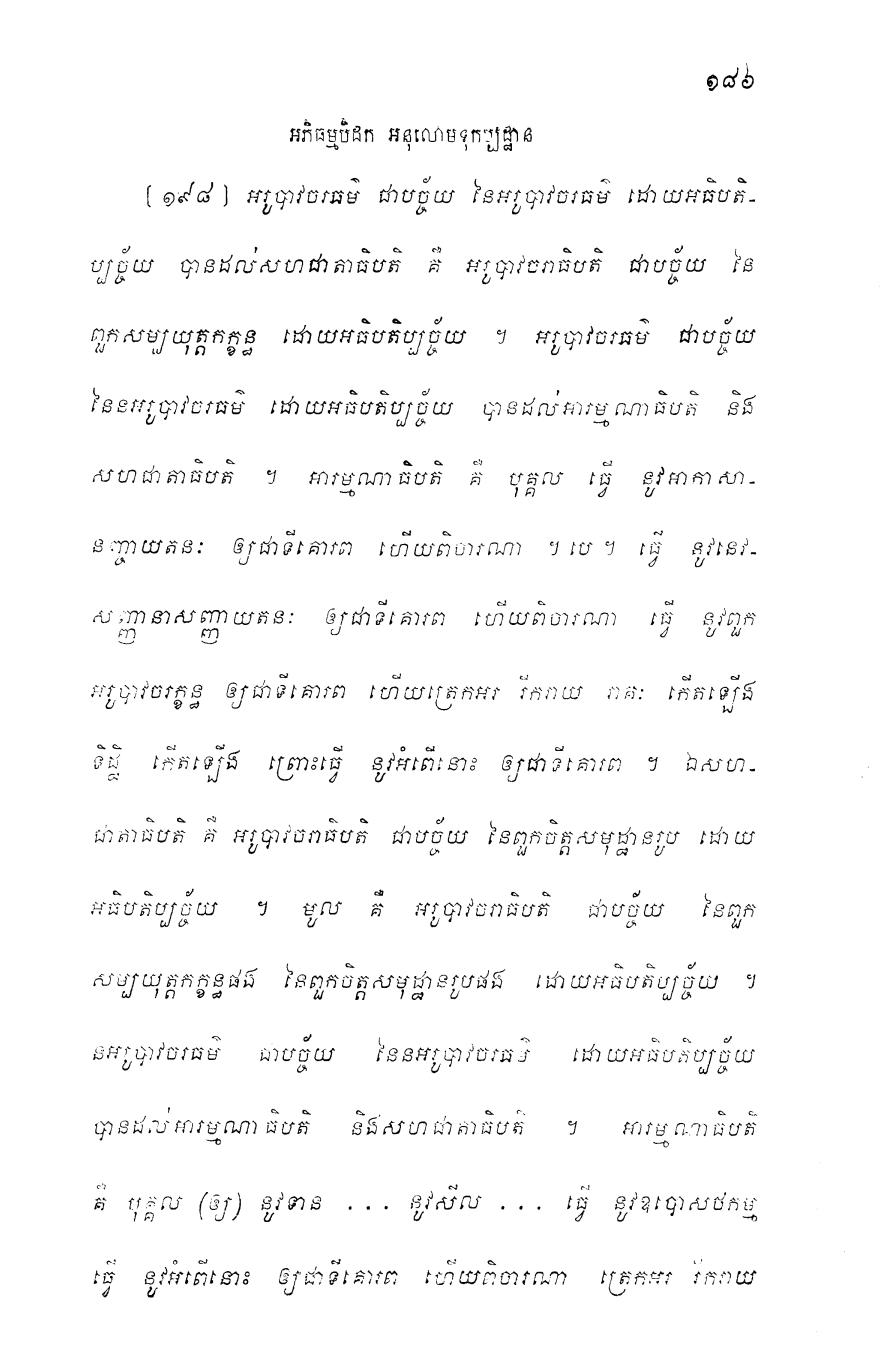 ១៨៦
អភិធម្មបិដក អនុលោមទុកប្បដ្ឋាន
[១៩៨] អរូបាវចរធម៌ ជាបច្ច័យ នៃអរូបាវចរធម៌ ដោយអធិបតិ-
ប្បច្ច័យ បានដល់សហជាតាធិបតិ គឺ អរូបាវចរាធិបតិ ជាបច្ច័យ នៃ
ពួកសម្បយុត្តកក្ខន្ធ ដោយអធិបតិប្បច្ច័យ ។ អរូបាវចរធម៌ ជាបច្ច័យ
នៃនអរូបាវចរធម៌ ដោយអធិបតិប្បច្ច័យ បានដល់អារម្មណាធិបតិ និង
សហជាតាធិបតិ ។ អារម្មណាធិបតិ គឺ បុគ្គល ធ្វើ នូវអាកាសា-
នញ្ចាយតនៈ ឲ្យជាទីគោរព ហើយពិចារណា ។ បេ ។ ធ្វើ នូវនេវ-
សញ្ញានាសញ្ញាយតនៈ ឲ្យជាទីគោរព ហើយពិចារណា ធ្វើ នូវពួក
អរូបាវចរក្ខន្ធ ឲ្យជាទីគោរព ហើយត្រេកអរ រីករាយ រាគៈ កើតឡើង
ទិដ្ឋិ កើតឡើង ព្រោះធ្វើ នូវអំពើនោះ ឲ្យជាទីគោរព ។ ឯសហ-
ជាតាធិបតិ គឺ អរូបាវចរាធិបតិ ជាបច្ច័យ នៃពួកចិត្តសមុដ្ឋានរូប ដោយ
អធិបតិប្បច្ច័យ ។ មូល គឺ អរូបាវចរាធិបតិ ជាបច្ច័យ នៃពួក
សម្បយុត្តកក្ខន្ធផង នៃពួកចិត្តសមុដ្ឋានរូបផង ដោយអធិបតិប្បច្ច័យ ។
នអរូបាវចរធម៌ ជាបច្ច័យ នៃនអរូបាវចរធម៌ ដោយអធិបតិប្បច្ច័យ
បានដល់អារម្មណាធិបតិ និងសហជាតាធិបតិ ។ អារម្មណាធិបតិ
គឺ បុគ្គល (ឲ្យ) នូវទាន ... នូវសីល ... ធ្វើ នូវឧបោសថកម្ម
ធ្វើ នូវអំពើនោះ ឲ្យជាទីគោរព ហើយពិចារណា ត្រេកអរ រីករាយ